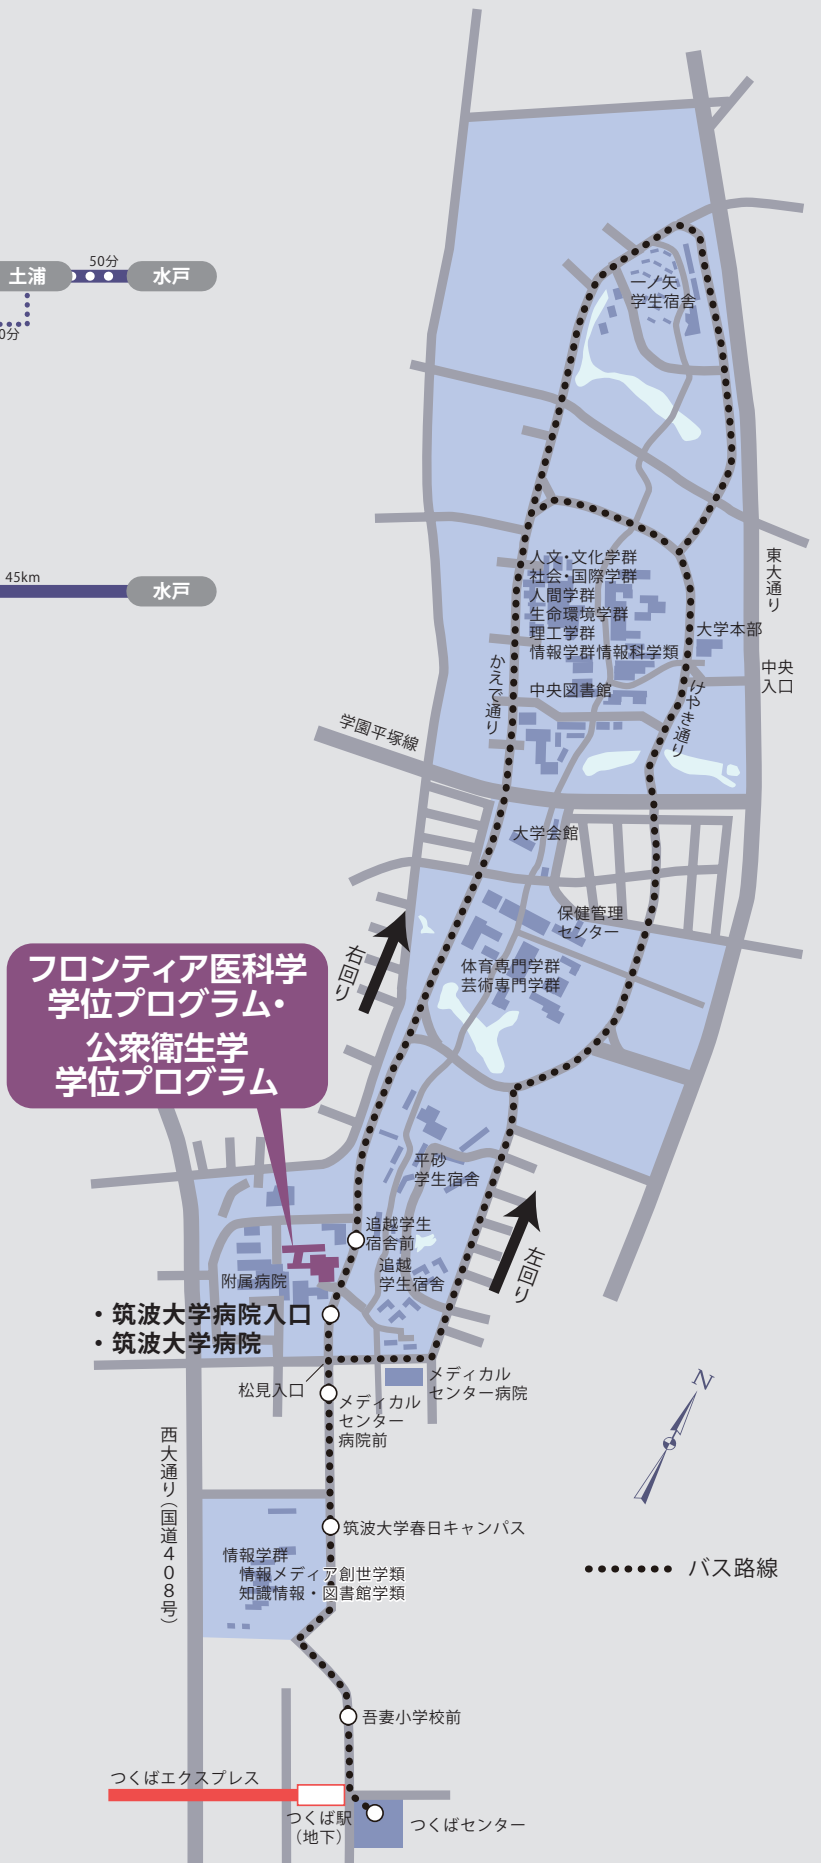 50分
土浦
水戸
0分
一ノ矢
学生宿舎
45km
水戸
人文・文化学群
社会・国際学群
人間学群
生命環境学群
理工学群
情報学群情報科学類
東大通り
大学本部
中央
入口
中央図書館
かえで通り
けやき通り
学園平塚線
大学会館
保健管理
センター
体育専門学群
芸術専門学群
右回り
フロンティア医科学
学位プログラム・
公衆衛生学
学位プログラム
平砂
学生宿舎
追越学生
宿舎前
追越
学生宿舎
左回り
附属病院
・筑波大学病院入口
・筑波大学病院
松見入口
メディカル
センター病院
メディカル
センター
病院前
N
西大通り(国道408号)
筑波大学春日キャンパス
情報学群
情報メディア創世学類
知識情報・図書館学類
バス路線
吾妻小学校前
つくばエクスプレス
つくば駅
(地下)
つくばセンター